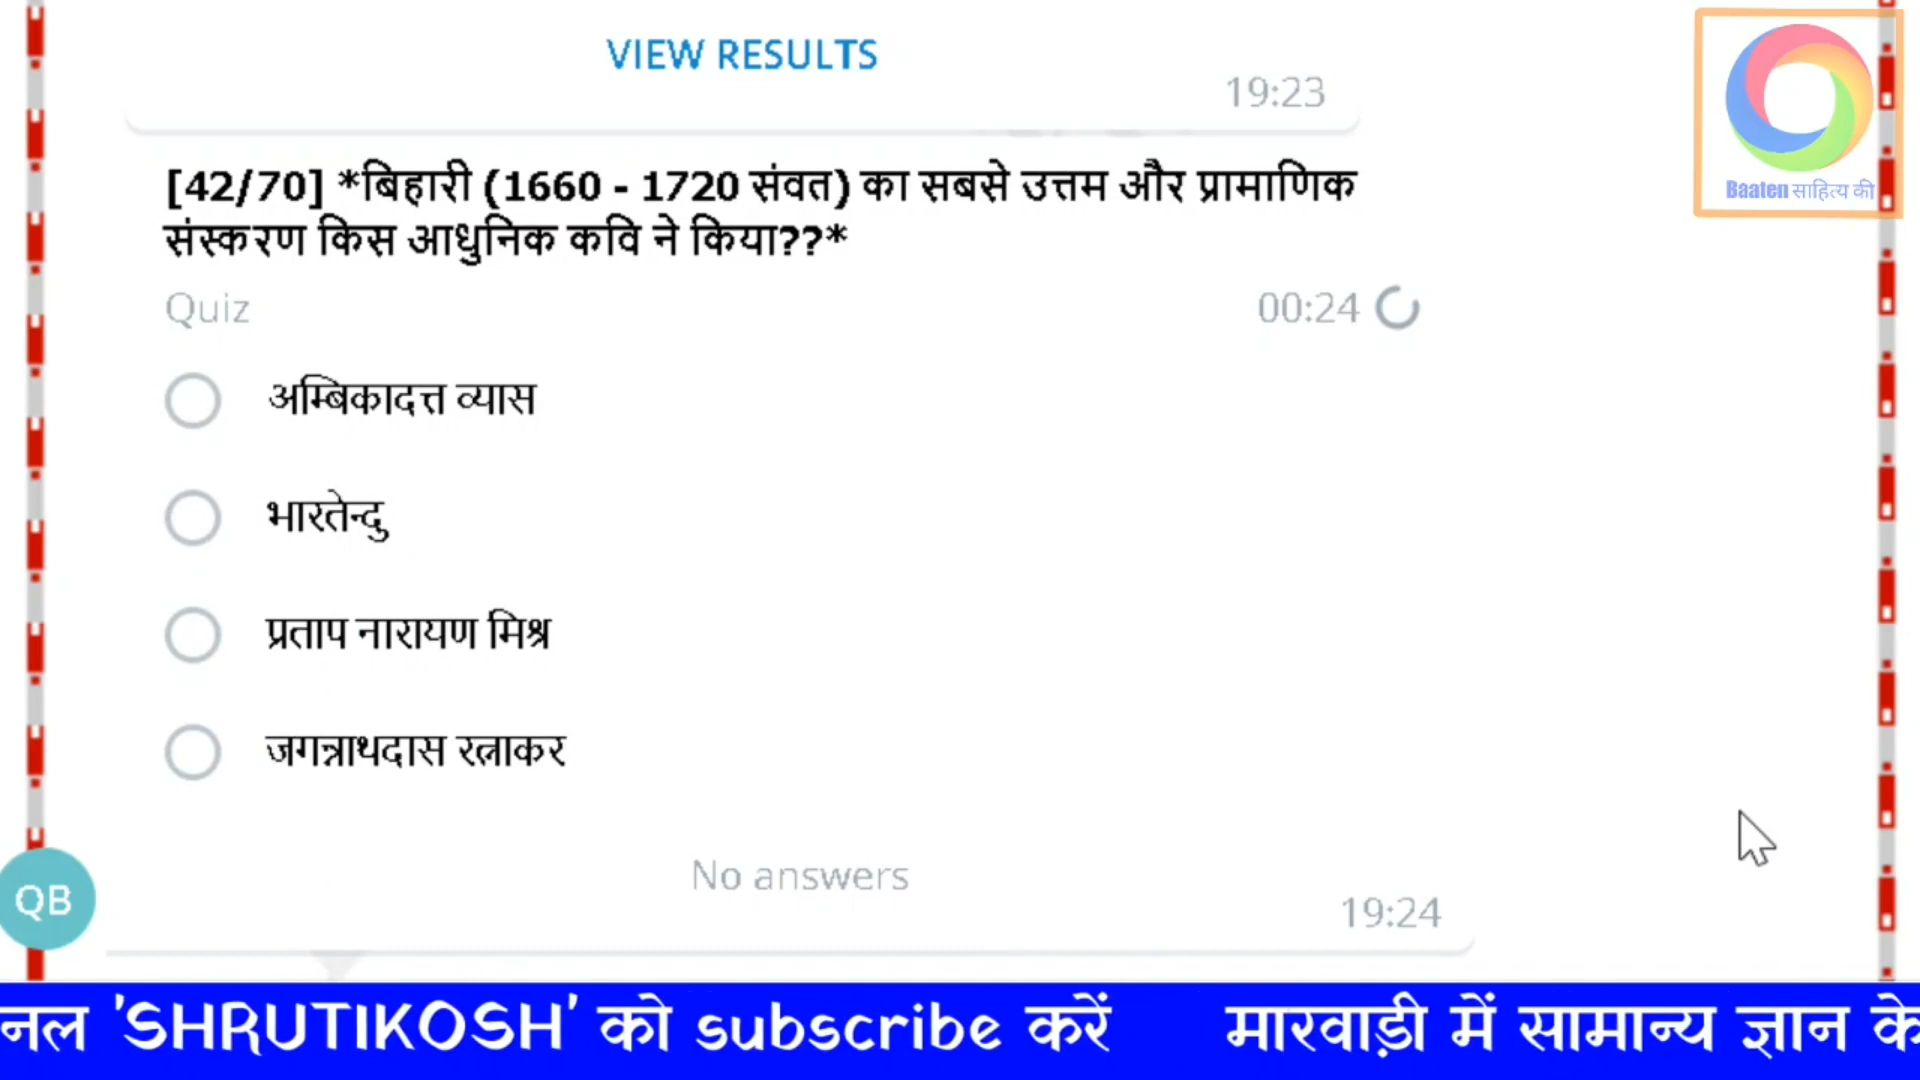 VIEW RESULTS
19:23
Baaten साहित्य की
[42/70] *बिहारी (1660 - 1720 संवत) का सबसे उत्तम और प्रामाणिक
संस्करण किस आधुनिक कवि ने किया??*
Quiz
00:24
अम्बिकादत्त व्यास
भारतेन्दु
प्रताप नारायण मिश्र
जगन्नाथदास रत्नाकर
No answers
19:24
QB
नल 'SHRUTIKOSH' को subscribe करें मारवाड़ी में सामान्य ज्ञान के